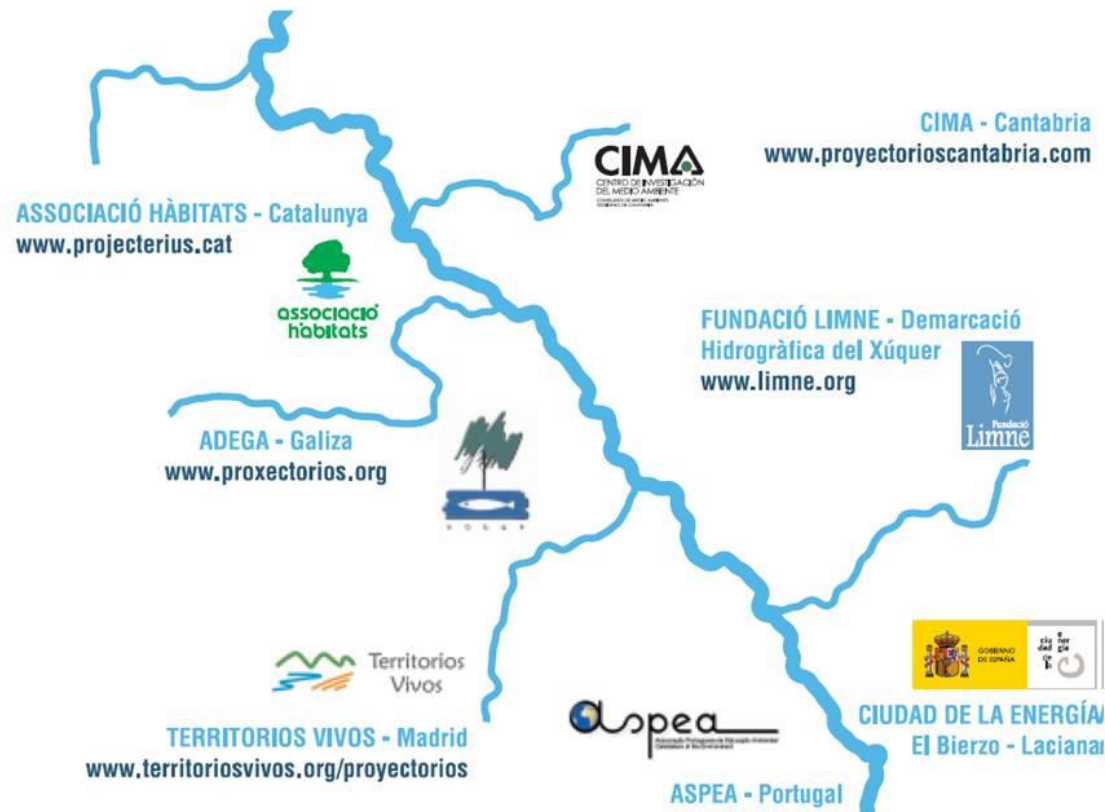 CIMA - Cantabria
www.proyectorioscantabria.com
CIMA
CENTRO DE INVESTIGACIÓN
DEL MEDIO AMBIENTE
ASSOCIACIÓ HÀBITATS - Catalunya
www.projecterius.cat
associació
hàbitats
FUNDACIÓ LIMNE - Demarcació
Hidrogràfica del Xúquer
www.limne.org
Fundació
Limne
ADEGA - Galiza
www.proxectorios.org
Territorios
Vivos
TERRITORIOS VIVOS - Madrid
www.territoriosvivos.org/proyectorios
GOBIERNO
DE ESPAÑA
CIUDAD DE LA ENERGÍA/
El Bierzo - Laciana
aspea
ASPEA - Portugal